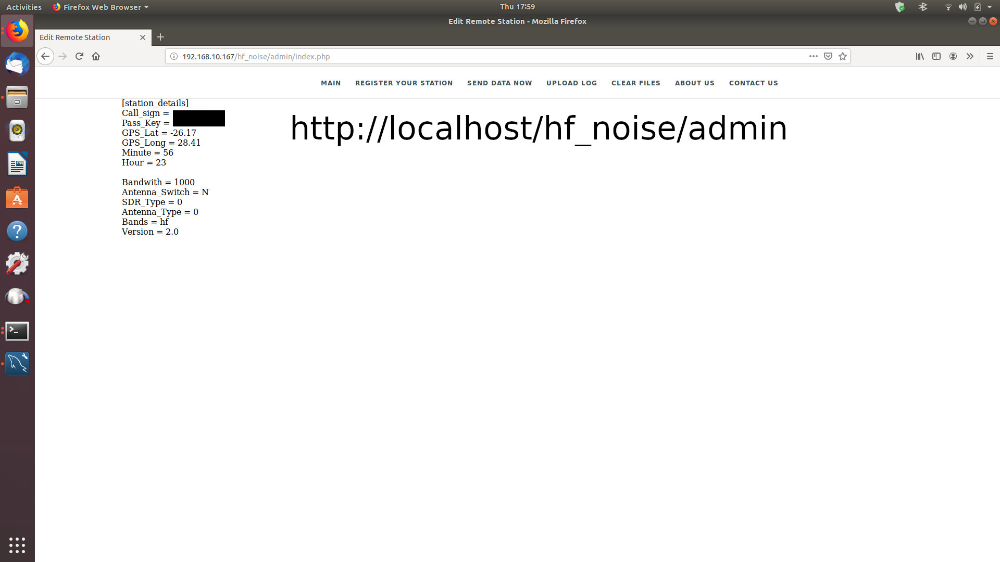 Activities Firefox Web Browser Thu 17:59
Edit Remote Station - Mozilla Firefox
Edit Remote Station
192.168.10.167/hf_noise/admin/index.php
MAIN REGISTER YOUR STATION SEND DATA NOW UPLOAD LOG CLEAR FILES ABOUT US CONTACT US
[station_details]
Call_sign =
Pass_Key =
GPS_Lat = -26.17
GPS_Long = 28.41
Minute = 56
Hour = 23
http://localhost/hf_noise/admin
Bandwith = 1000
Antenna_Switch = N
SDR_Type = 0
Antenna_Type = 0
Bands = hf
Version = 2.0